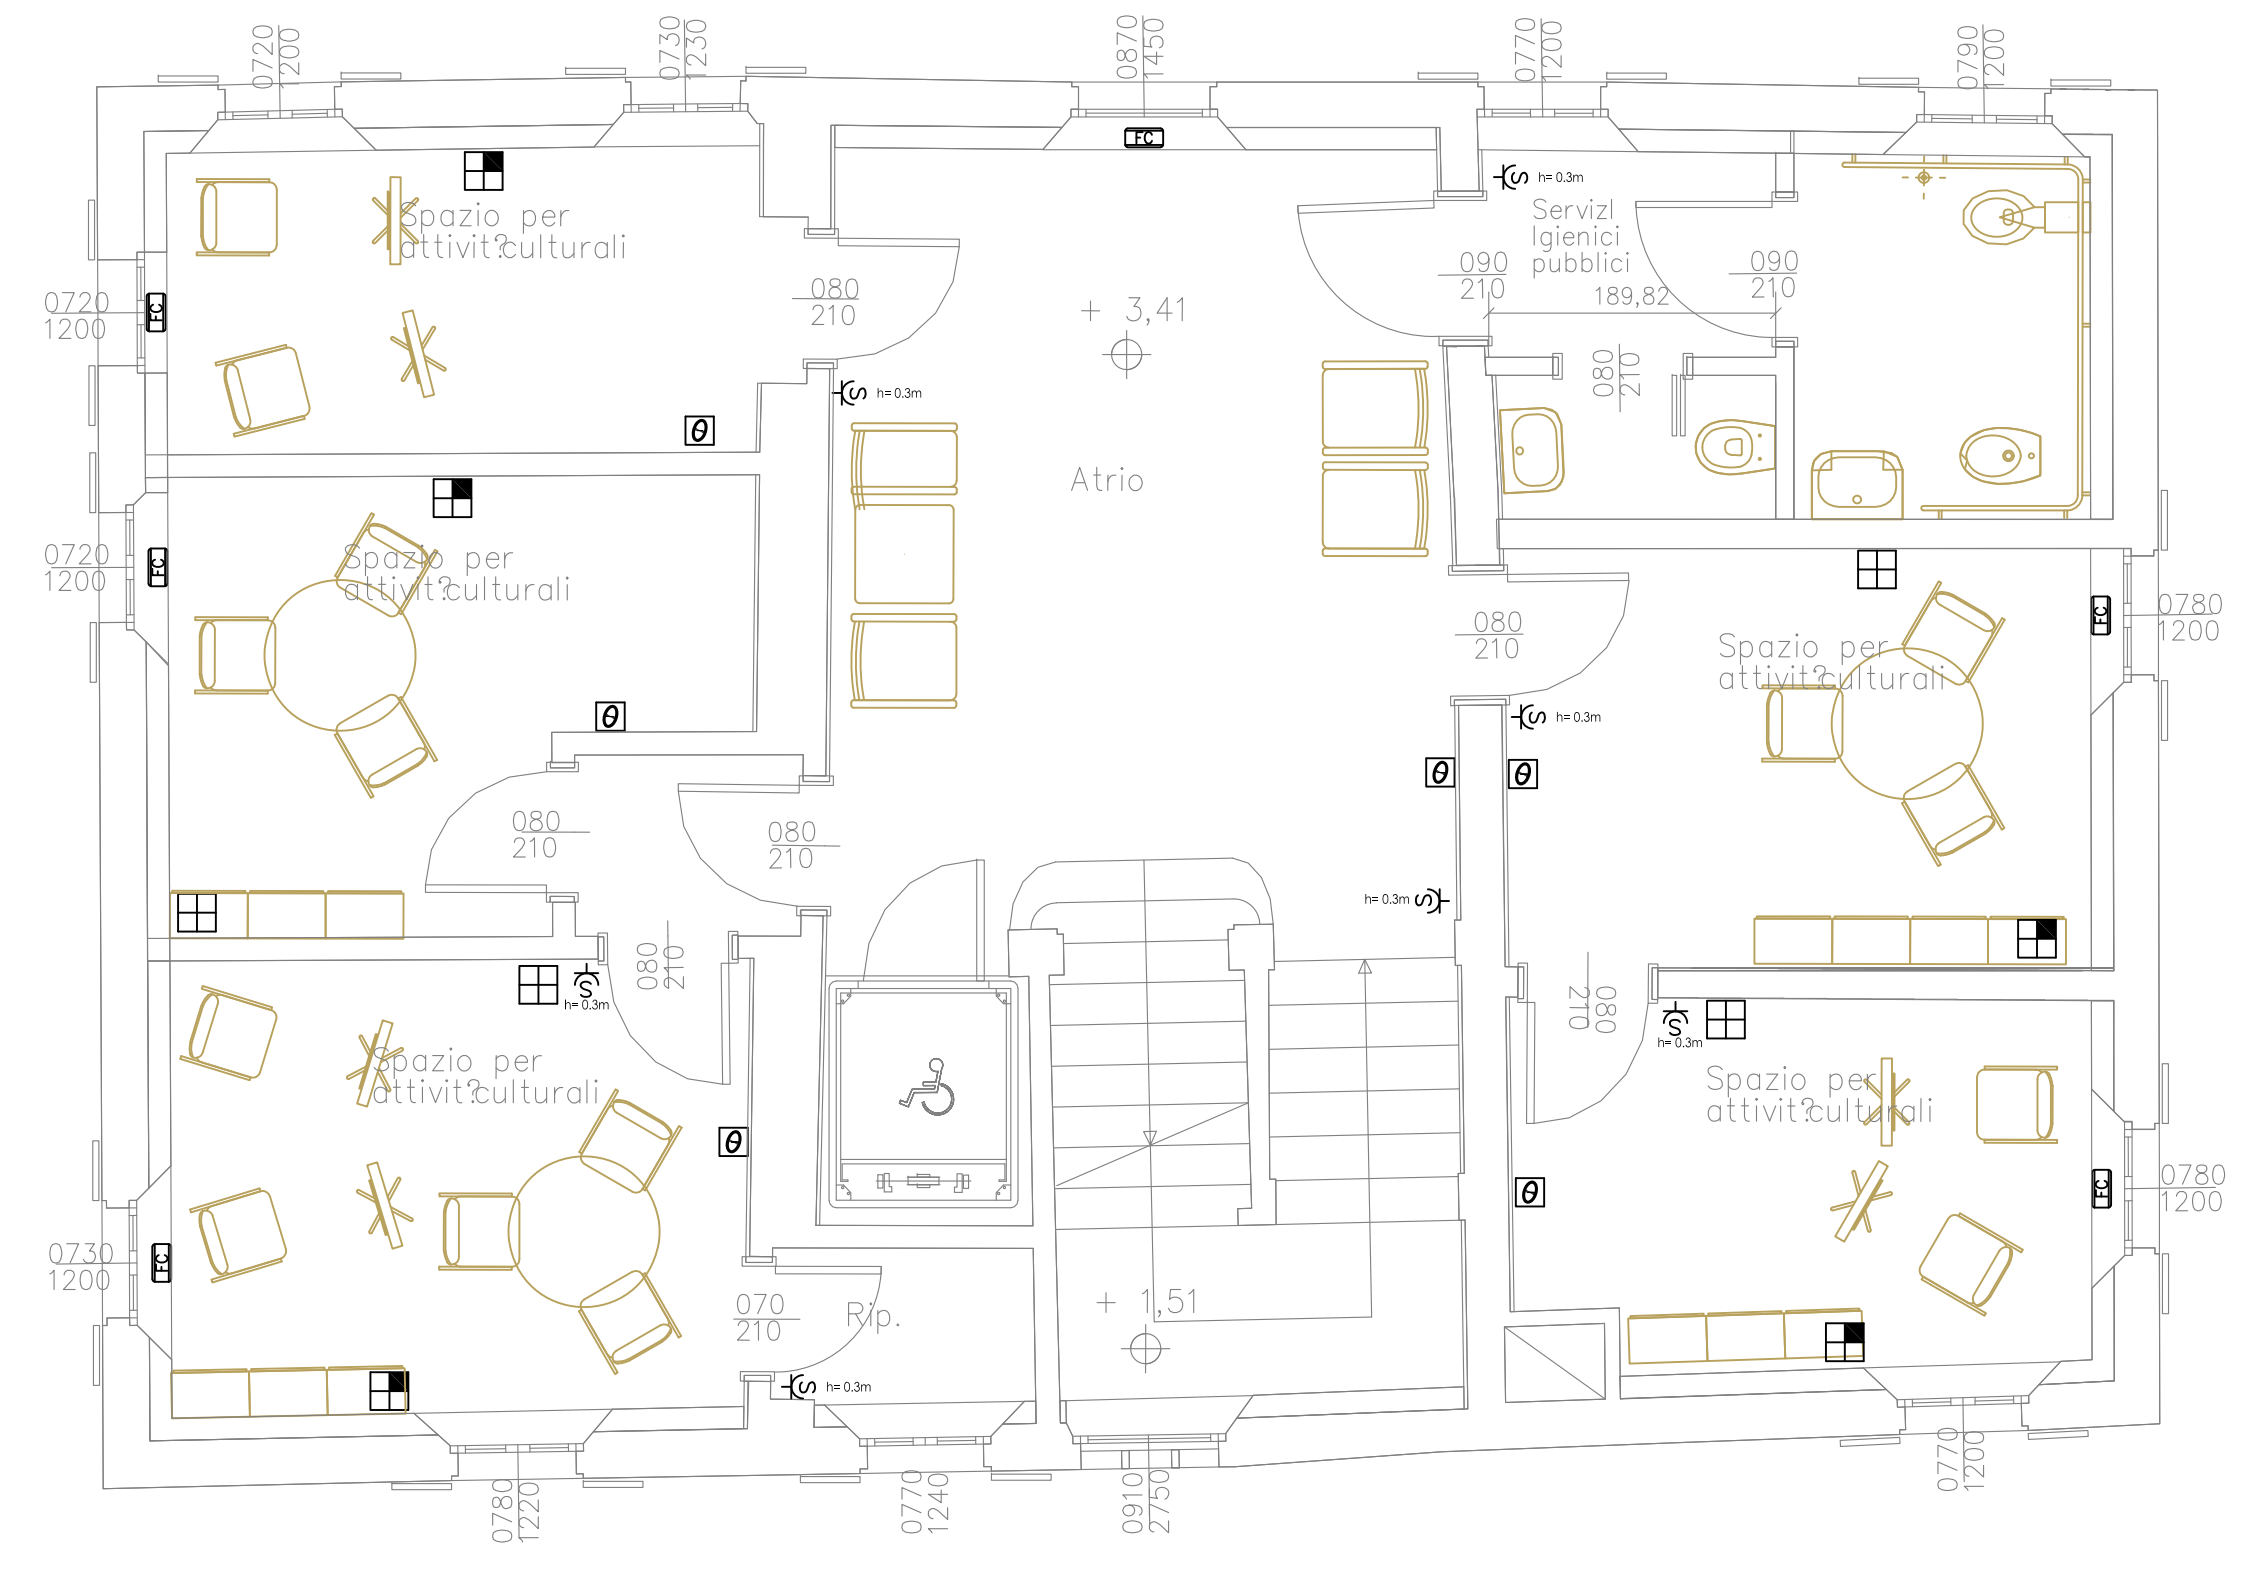 0720
1200
0730
1230
0870
1450
0770
1200
0790
1200
FC
h= 0.3m
Spazio per
attivit?culturali
ServizI
Igienici
pubblici
189,82
090
210
090
210
080
210
+ 3,41
0720
1200
FC
080
210
h= 0.3m
θ
Atrio
0720
1200
FC
Spazio per
attivit?culturali
0780
1200
FC
080
210
Spazio per
attivit?culturali
θ
h= 0.3m
θ
θ
080
210
080
210
h= 0.3m
080
210
h= 0.3m
080
210
h= 0.3m
Spazio per
attivit?culturali
Spazio per
attivit?culturali
θ
θ
FC
0780
1200
0730
1200
FC
070
210
Rip.
+ 1,51
h= 0.3m
0780
1220
0770
1240
0910
2750
0770
1200